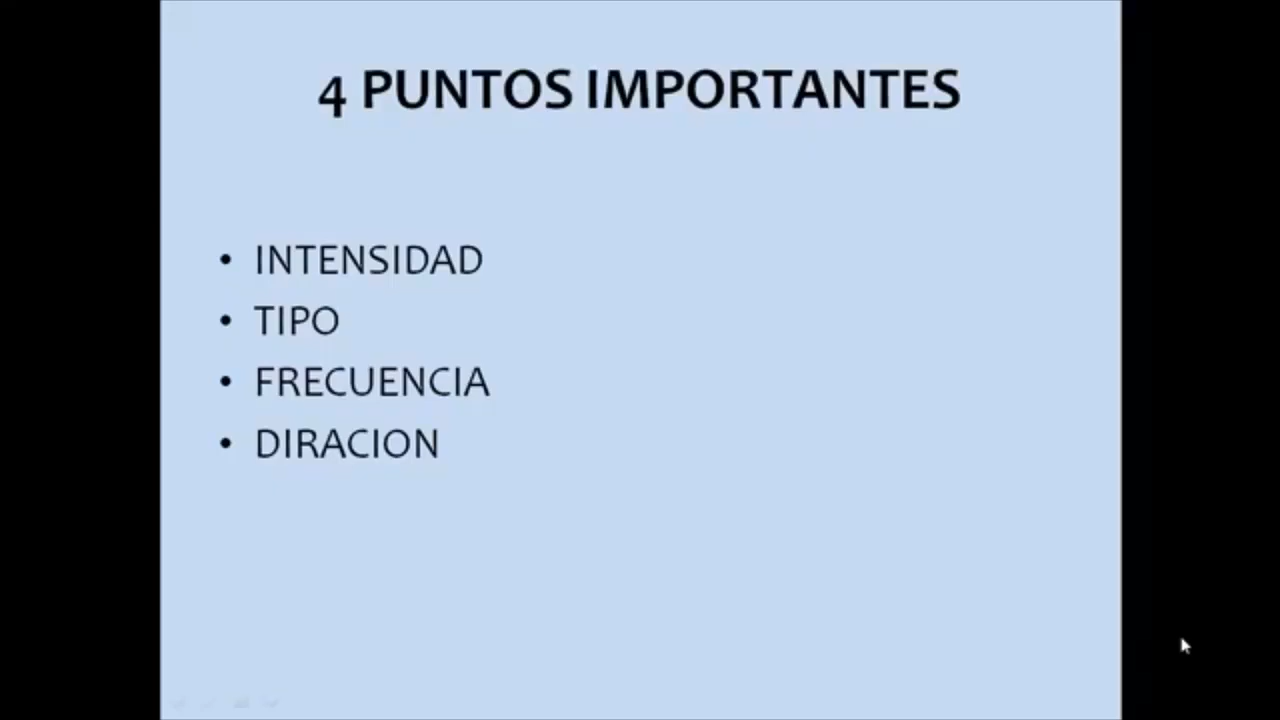 4 PUNTOS IMPORTANTES
• INTENSIDAD
• TIPO
• FRECUENCIA
• DIRACION